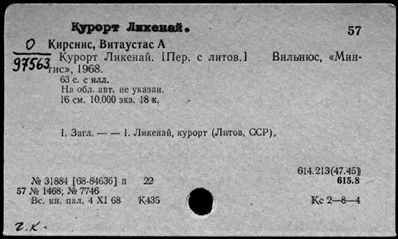 Курорт Ликенай.
57
О Кирснис, Витаустас А
97563 Курорт Ликенай. [Пер. с литов.] Вильнюс, «Мин-
тис», 1968.
63 с. с илл.
На обл. авт. не указан.
16 см. 10.000 экз. 18 к.
I. Загл. — — 1. Ликенай, курорт (Литов, ССР),
614.213(47.45)
№ 31884 [68-84636] п 22 615.8
57 № 1468; № 7746
Вс. кн. пал. 4 XI 68 К435 Кс 2—8—4
г.к.